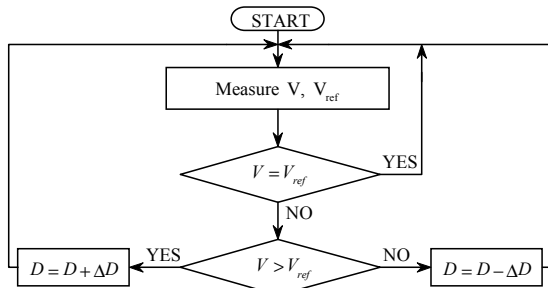 START
Measure V, V_ref
V = V_ref
YES
NO
V > V_ref
YES
NO
D = D + ΔD
D = D − ΔD